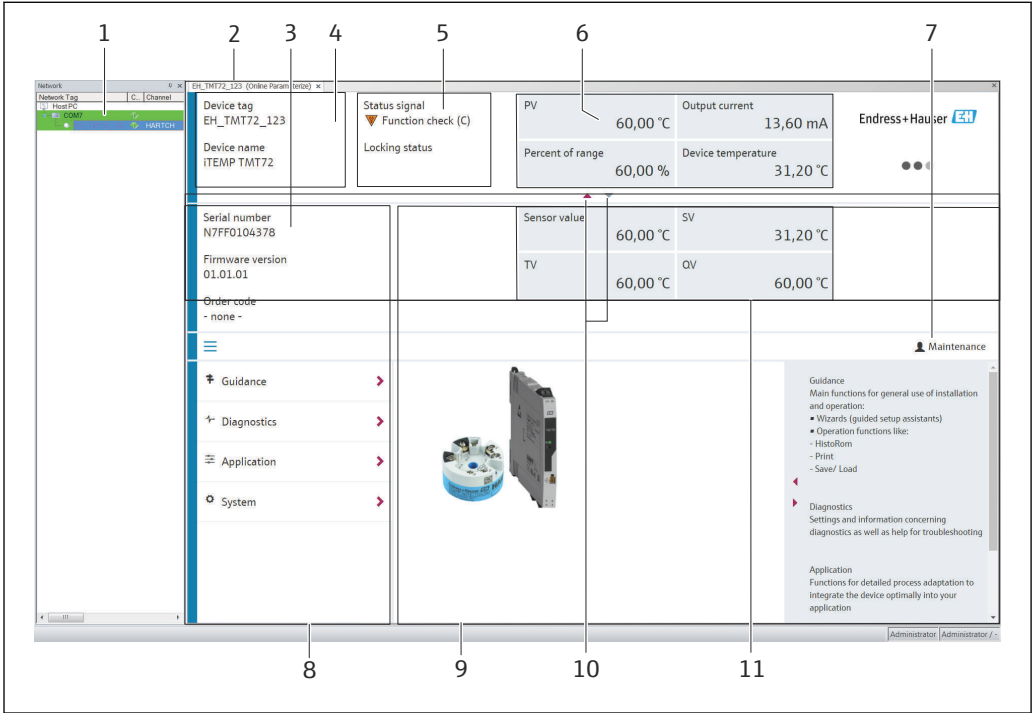 1 2 3 4 5 6 7
Network
Network Tag C... Channel
Host PC
COM7
HARTCH
EH_TMT72_123 (Online Parameterize) ×
Device tag
EH_TMT72_123
Device name
iTEMP TMT72
Status signal
Function check (C)
Locking status
PV
60,00 °C
Output current
13,60 mA
Percent of range
60,00 %
Device temperature
31,20 °C
Endress+Hauser EH
Serial number
N7FF0104378
Firmware version
01.01.01
Order code
- none -
Sensor value
60,00 °C
SV
31,20 °C
TV
60,00 °C
QV
60,00 °C
Maintenance
Guidance
Diagnostics
Application
System
Guidance
Main functions for general use of installation
and operation:
▪ Wizards (guided setup assistants)
▪ Operation functions like:
- HistoRom
- Print
- Save/ Load
Diagnostics
Settings and information concerning
diagnostics as well as help for troubleshooting
Application
Functions for detailed process adaptation to
integrate the device optimally into your
application
Administrator Administrator / -
8 9 10 11